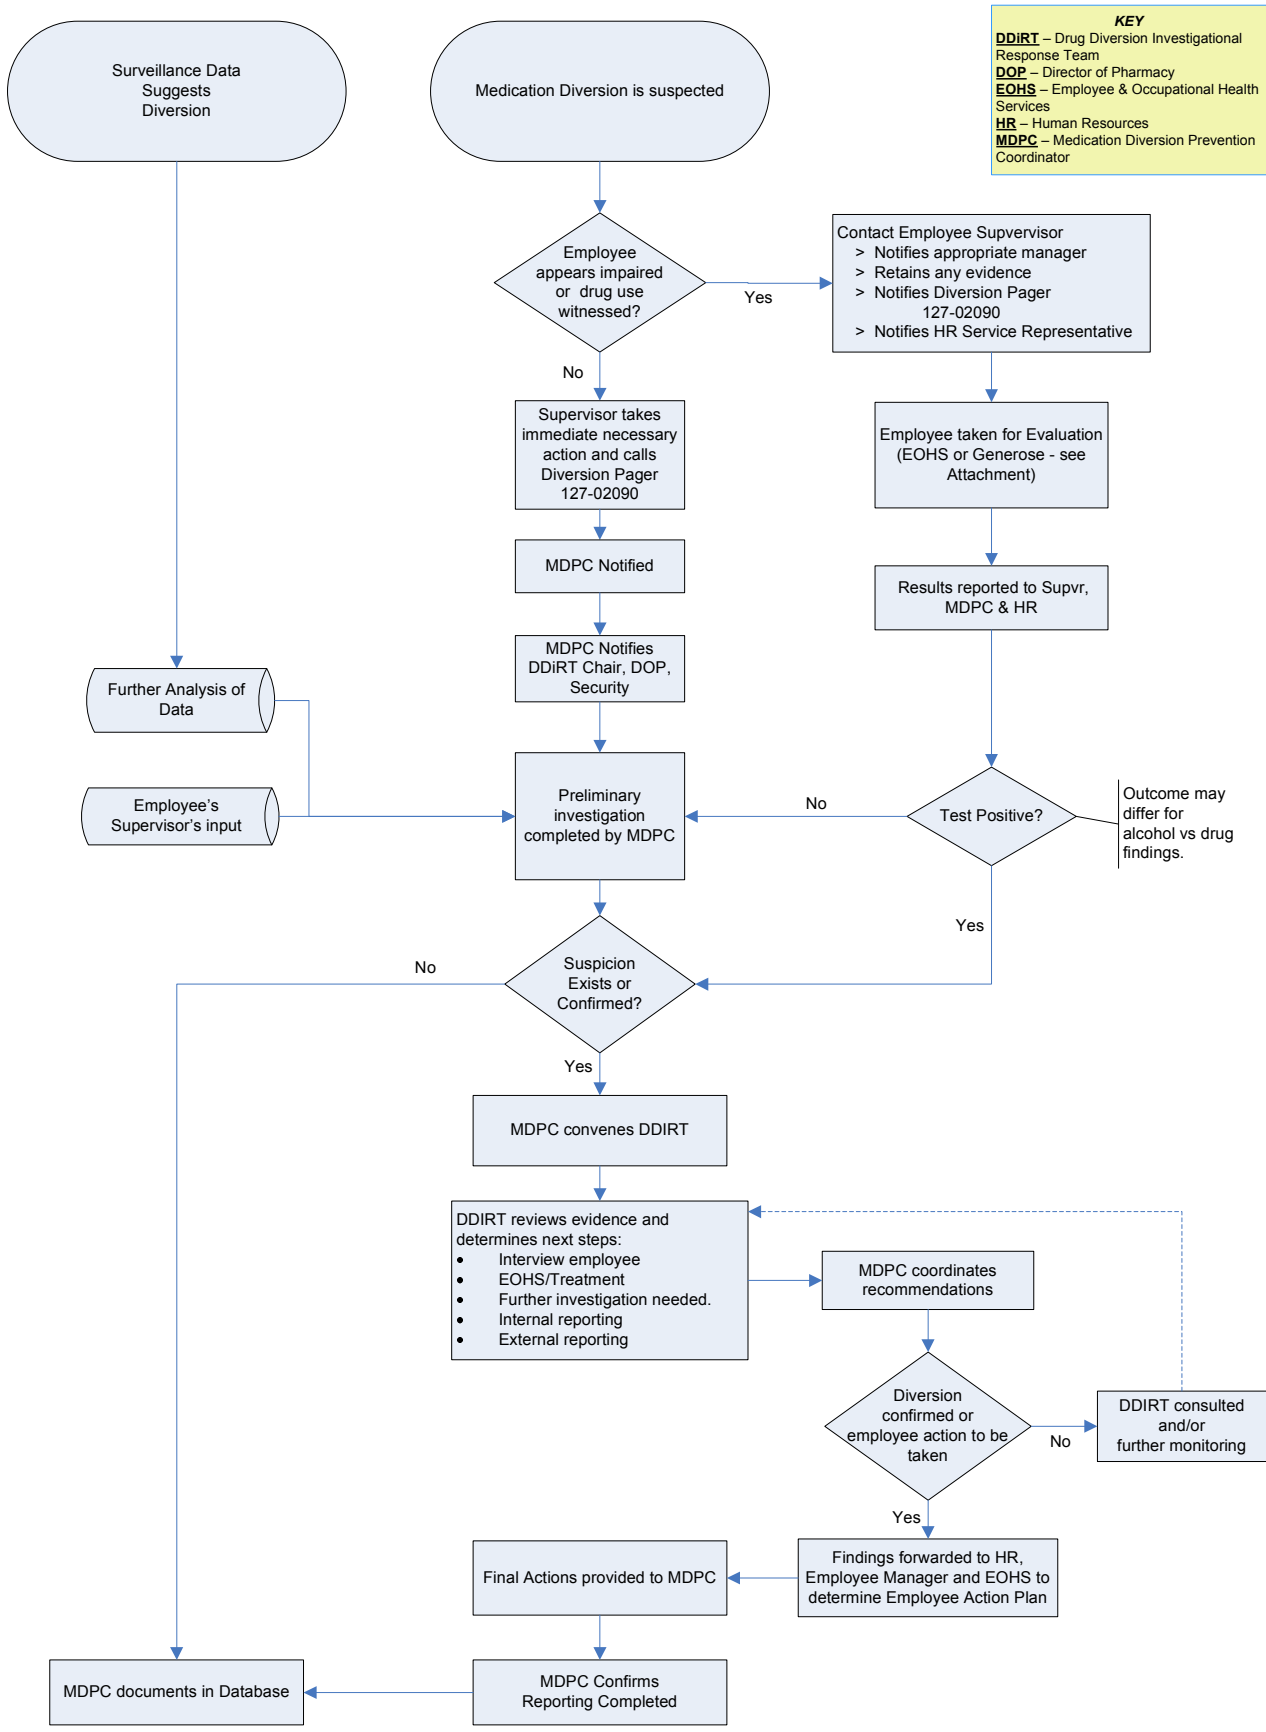 Surveillance Data
Suggests
Diversion
Medication Diversion is suspected
KEY
DDiRT – Drug Diversion Investigational
Response Team
DOP – Director of Pharmacy
EOHS – Employee & Occupational Health
Services
HR – Human Resources
MDPC – Medication Diversion Prevention
Coordinator
Employee
appears impaired
or drug use
witnessed?
Yes
Contact Employee Supvervisor
> Notifies appropriate manager
> Retains any evidence
> Notifies Diversion Pager
127-02090
> Notifies HR Service Representative
No
Supervisor takes
immediate necessary
action and calls
Diversion Pager
127-02090
Employee taken for Evaluation
(EOHS or Generose - see
Attachment)
MDPC Notified
Results reported to Supvr,
MDPC & HR
MDPC Notifies
DDiRT Chair, DOP,
Security
Further Analysis of
Data
Employee's
Supervisor's input
Preliminary
investigation
completed by MDPC
No
Test Positive?
Outcome may
differ for
alcohol vs drug
findings.
Yes
No
Suspicion
Exists or
Confirmed?
Yes
MDPC convenes DDIRT
DDIRT reviews evidence and
determines next steps:
• Interview employee
• EOHS/Treatment
• Further investigation needed.
• Internal reporting
• External reporting
MDPC coordinates
recommendations
Diversion
confirmed or
employee action to be
taken
No
DDIRT consulted
and/or
further monitoring
Yes
Findings forwarded to HR,
Employee Manager and EOHS to
determine Employee Action Plan
Final Actions provided to MDPC
MDPC Confirms
Reporting Completed
MDPC documents in Database